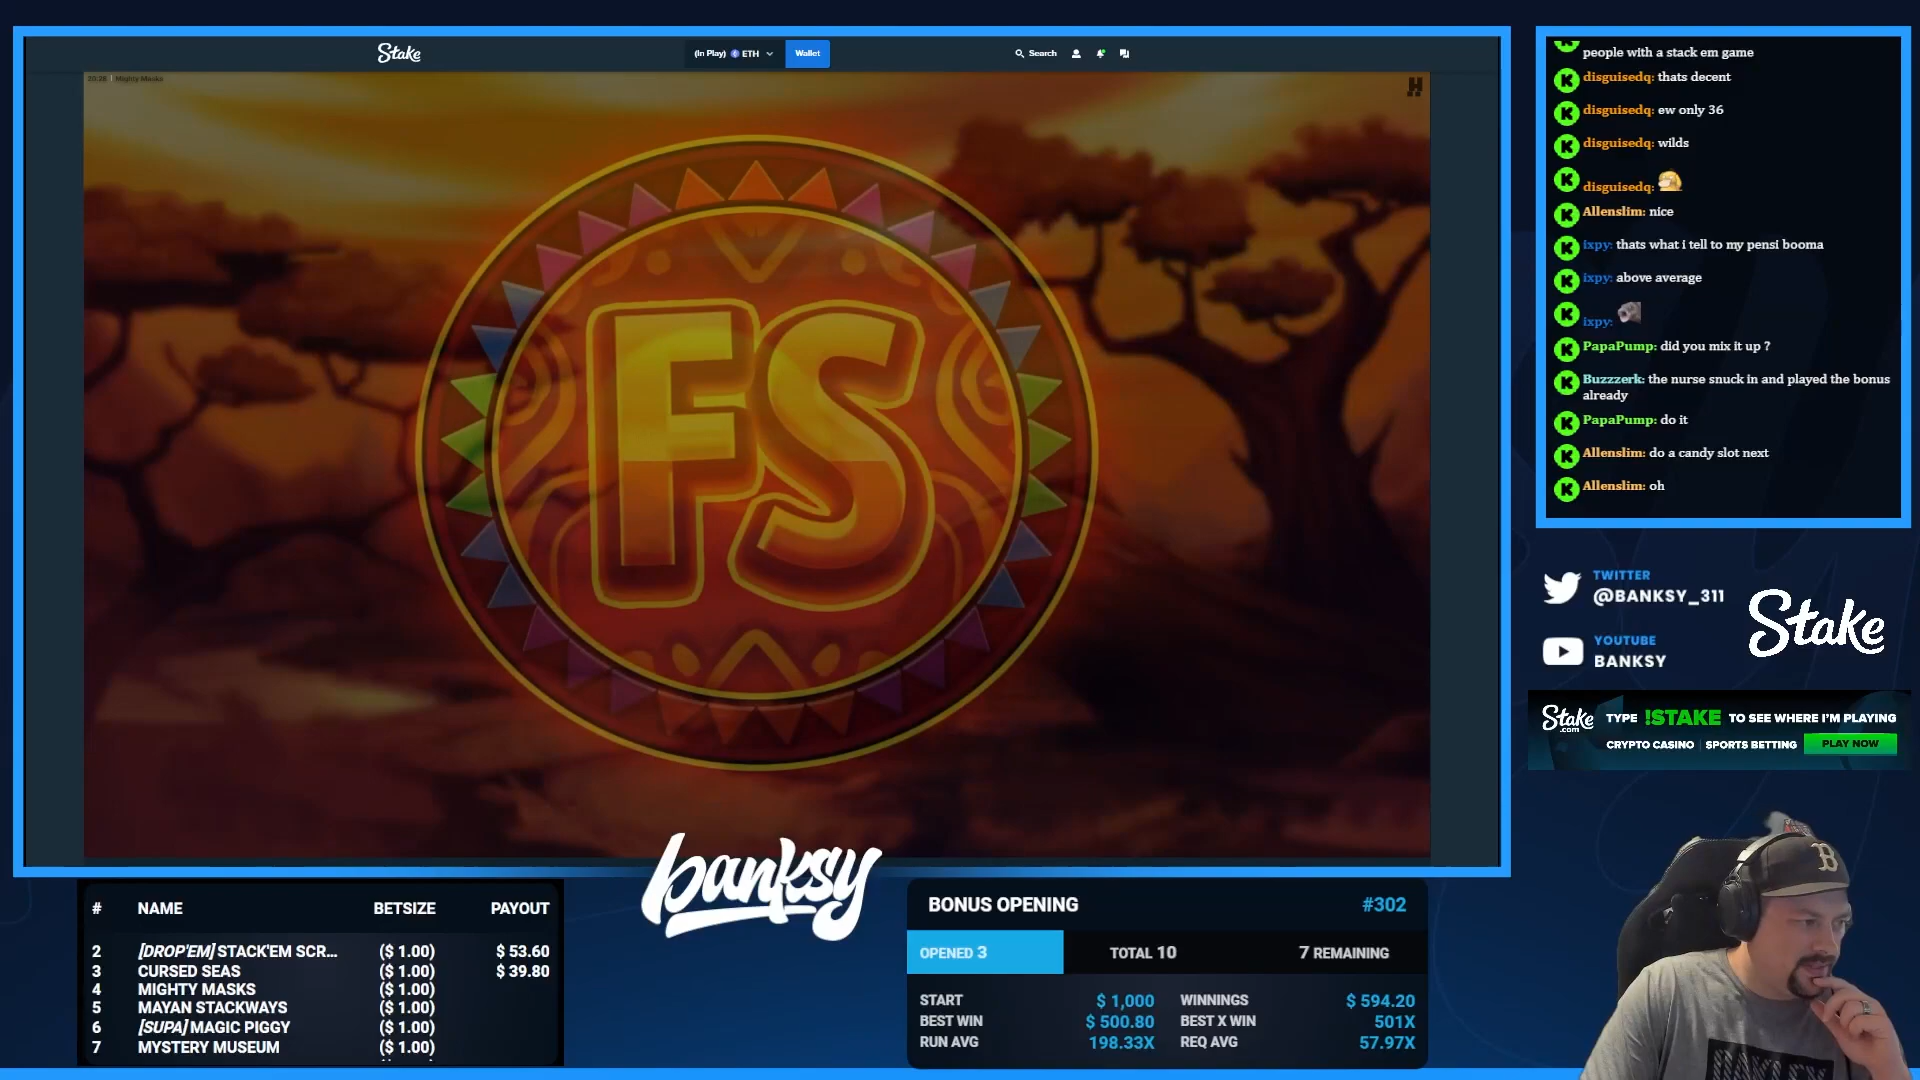 Stake
(In Play) ETH
Wallet
Search
Mighty Masks
FS
people with a stack em game
disguisedq: thats decent
disguisedq: ew only 36
disguisedq: wilds
disguisedq:
Allenslim: nice
ixpy: thats what i tell to my pensi booma
ixpy: above average
ixpy:
PapaPump: did you mix it up ?
Buzzzerk: the nurse snuck in and played the bonus
already
PapaPump: do it
Allenslim: do a candy slot next
Allenslim: oh
TWITTER
@BANKSY_311
YOUTUBE
BANKSY
Stake
Stake.com
TYPE !STAKE TO SEE WHERE I'M PLAYING
CRYPTO CASINO | SPORTS BETTING PLAY NOW
banksy
# NAME BETSIZE PAYOUT
2 [DROP'EM] STACK'EM SCR... ($ 1.00) $ 53.60
3 CURSED SEAS ($ 1.00) $ 39.80
4 MIGHTY MASKS ($ 1.00)
5 MAYAN STACKWAYS ($ 1.00)
6 [SUPA] MAGIC PIGGY ($ 1.00)
7 MYSTERY MUSEUM ($ 1.00)
BONUS OPENING #302
OPENED 3 TOTAL 10 7 REMAINING
START $ 1,000 WINNINGS $ 594.20
BEST WIN $ 500.80 BEST X WIN 501X
RUN AVG 198.33X REQ AVG 57.97X
B